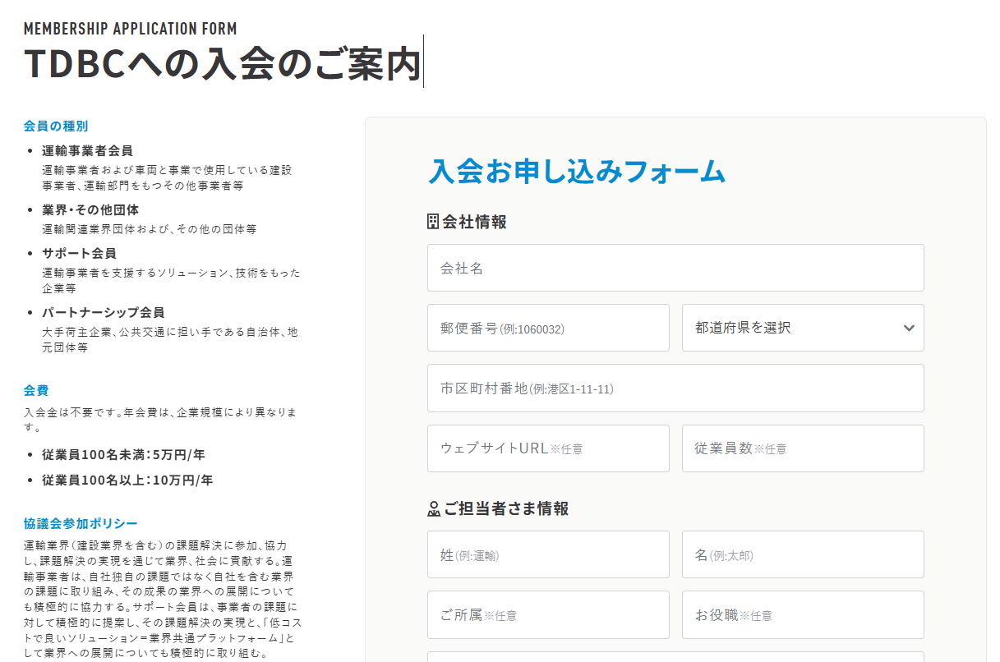 MEMBERSHIP APPLICATION FORM
TDBCへの入会のご案内
会員の種別
• 運輸事業者会員
運輸事業者および車両と事業で使用している建設
事業者、運輸部門をもつその他事業者等
• 業界・その他団体
運輸関連業界団体および、その他の団体等
• サポート会員
運輸事業者を支援するソリューション、技術をもった
企業等
• パートナーシップ会員
大手荷主企業、公共交通に担い手である自治体、地
元団体等
会費
入会金は不要です。年会費は、企業規模により異なりま
す。
• 従業員100名未満：5万円/年
• 従業員100名以上：10万円/年
協議会参加ポリシー
運輸業界（建設業界を含む）の課題解決に参加、協力
し、課題解決の実現を通じて業界、社会に貢献する。運
輸事業者は、自社独自の課題ではなく自社を含む業界
の課題に取り組み、その成果の業界への展開について
も積極的に協力する。サポート会員は、事業者の課題に
対して積極的に提案し、その課題解決の実現と、「低コス
トで良いソリューション＝業界共通プラットフォーム」と
して業界への展開についても積極的に取り組む。
入会お申し込みフォーム
会社情報
会社名
郵便番号(例:1060032)
都道府県を選択
市区町村番地(例:港区1-11-11)
ウェブサイトURL※任意
従業員数※任意
ご担当者さま情報
姓(例:運輸)
名(例:太郎)
ご所属※任意
お役職※任意